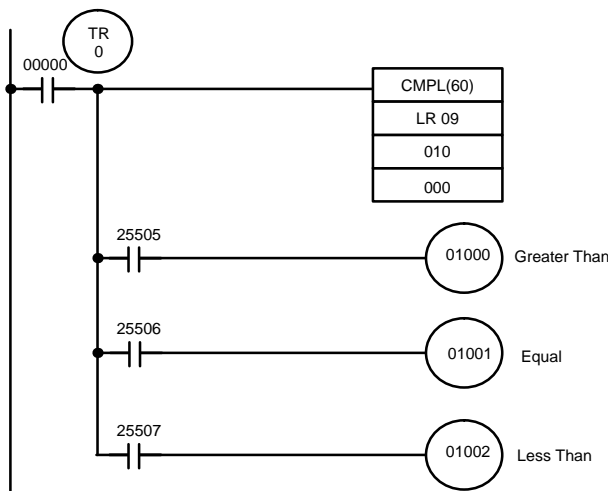 TR
0
00000
CMPL(60)
LR 09
010
000
25505
01000
Greater Than
25506
01001
Equal
25507
01002
Less Than